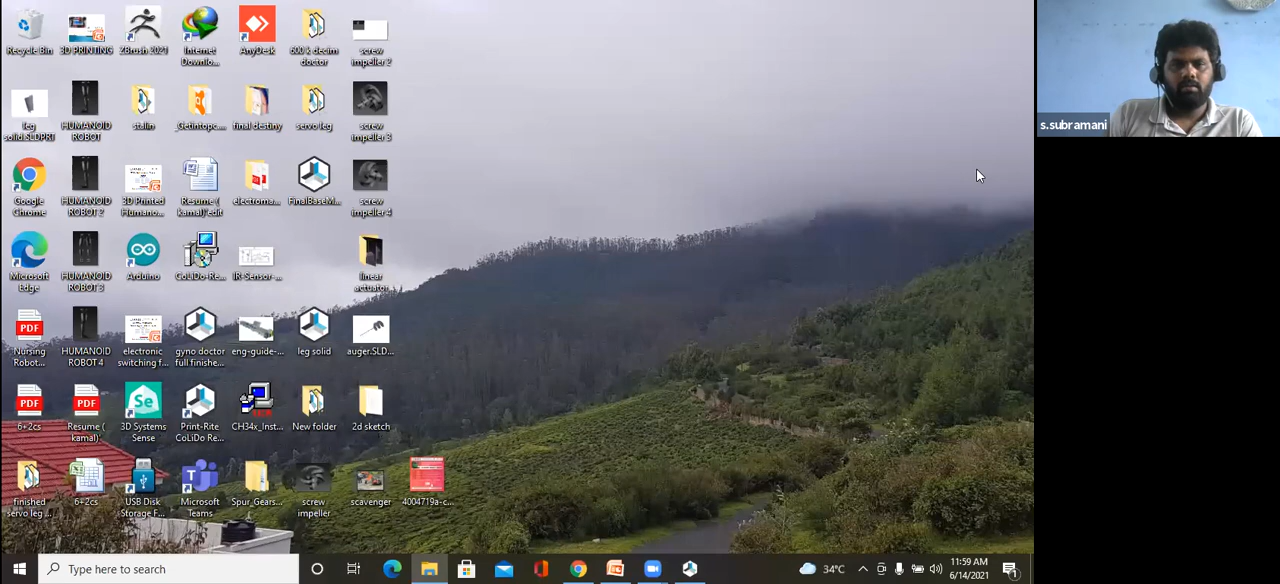 Recycle Bin
3D PRINTING
ZBrush 2021
Internet
Downlo...
AnyDesk
600 k decim
doctor
screw
impeller 2
leg
solid.SLDPRT
HUMANOID
ROBOT
stalin
_Getintopc....
final destiny
servo leg
screw
impeller 3
Google
Chrome
HUMANOID
ROBOT 2
3D Printed
Humano...
Resume (
kamal)'edit
electroma...
FinalBaseM...
screw
impeller 4
Microsoft
Edge
HUMANOID
ROBOT 3
Arduino
CoLiDo-Re...
IR-Sensor-...
linear
actuator
PDF
Nursing
Robot...
HUMANOID
ROBOT 4
electronic
switching f...
gyno doctor
full finishe...
eng-guide-...
leg solid
auger.SLD...
PDF
6+2cs
PDF
Resume (
kamal)'
Se
3D Systems
Sense
Print-Rite
CoLiDo Re...
CH34x_Inst...
New folder
2d sketch
finished
servo leg ...
6+2cs
USB Disk
Storage F...
Microsoft
Teams
Spur_Gears...
screw
impeller
scavenger
4004719a-c...
s.subramani
Type here to search
34°C
11:59 AM
6/14/2021
1